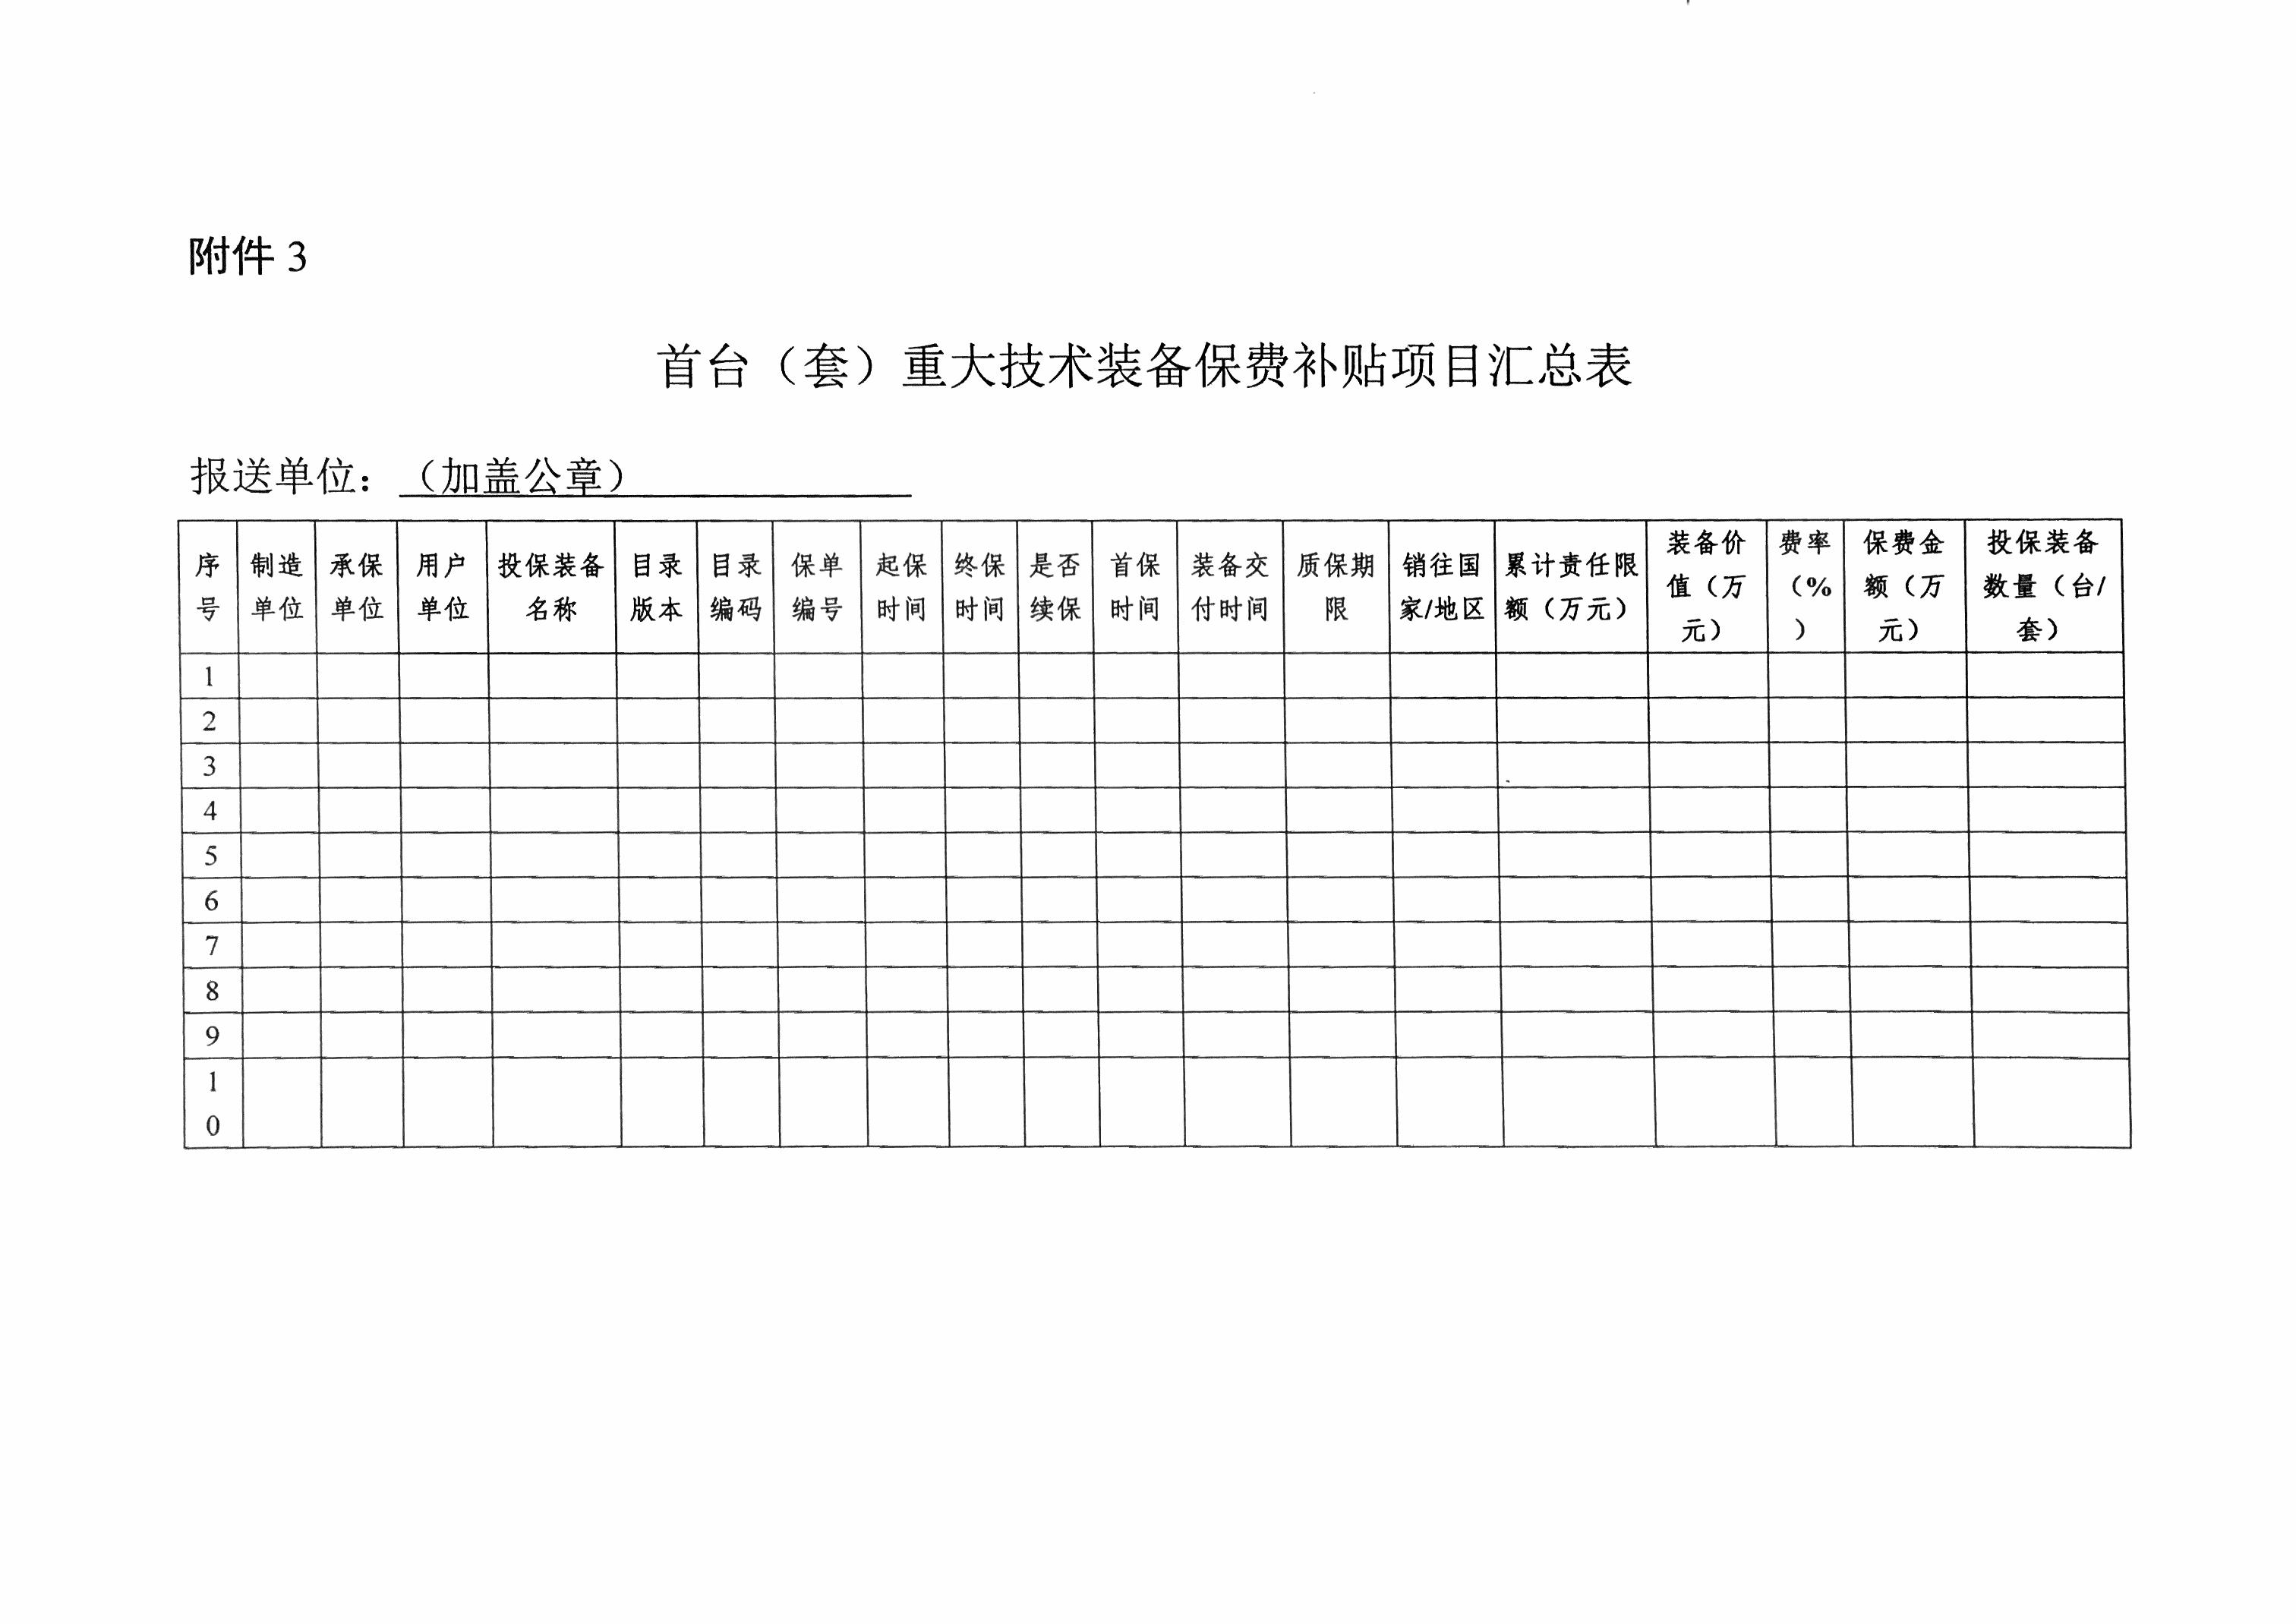 附件 3
首台（套）重大技术装备保费补贴项目汇总表
报送单位：（加盖公章）
序号 制造单位 承保单位 用户单位 投保装备名称 目录版本 目录编码 保单编号 起保时间 终保时间 是否续保 首保时间 装备交付时间 质保期限 销往国家/地区 累计责任限额（万元） 装备价值（万元） 费率（%） 保费金额（万元） 投保装备数量（台/套）
1
2
3
4
5
6
7
8
9
10